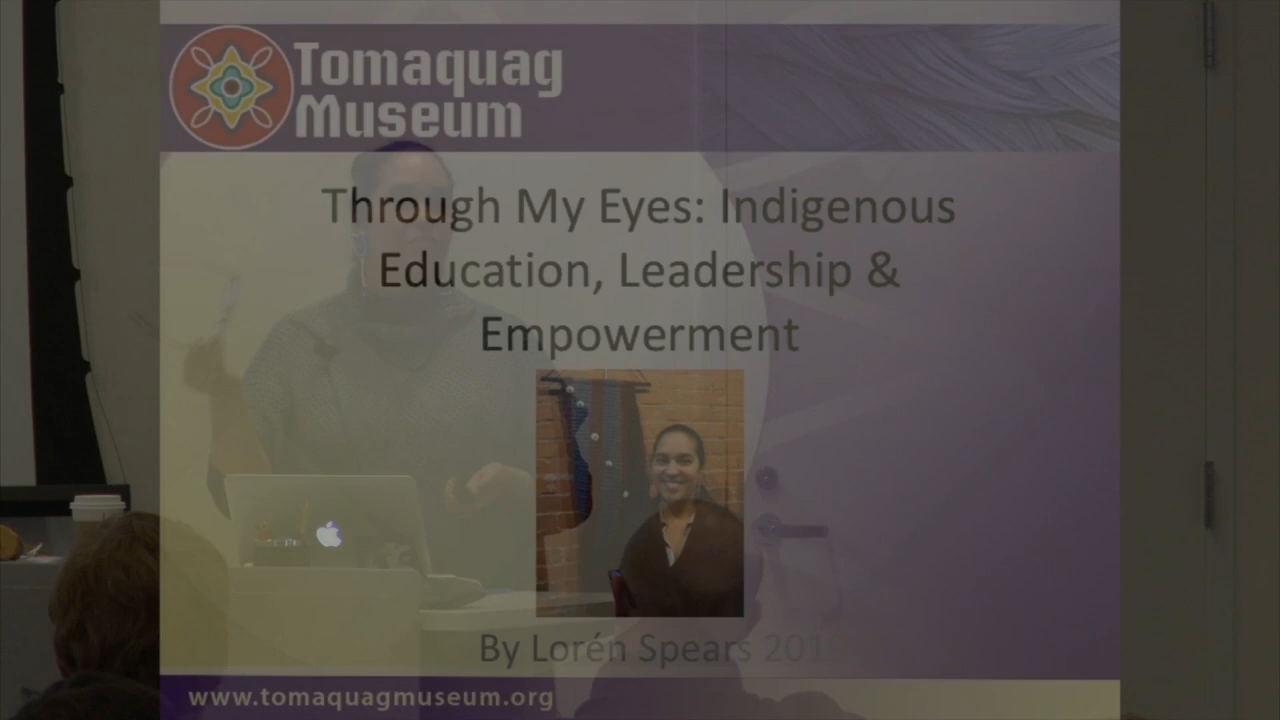 Tomaquag
Museum
Through My Eyes: Indigenous
Education, Leadership &
Empowerment
By Lorén Spears
www.tomaquagmuseum.org